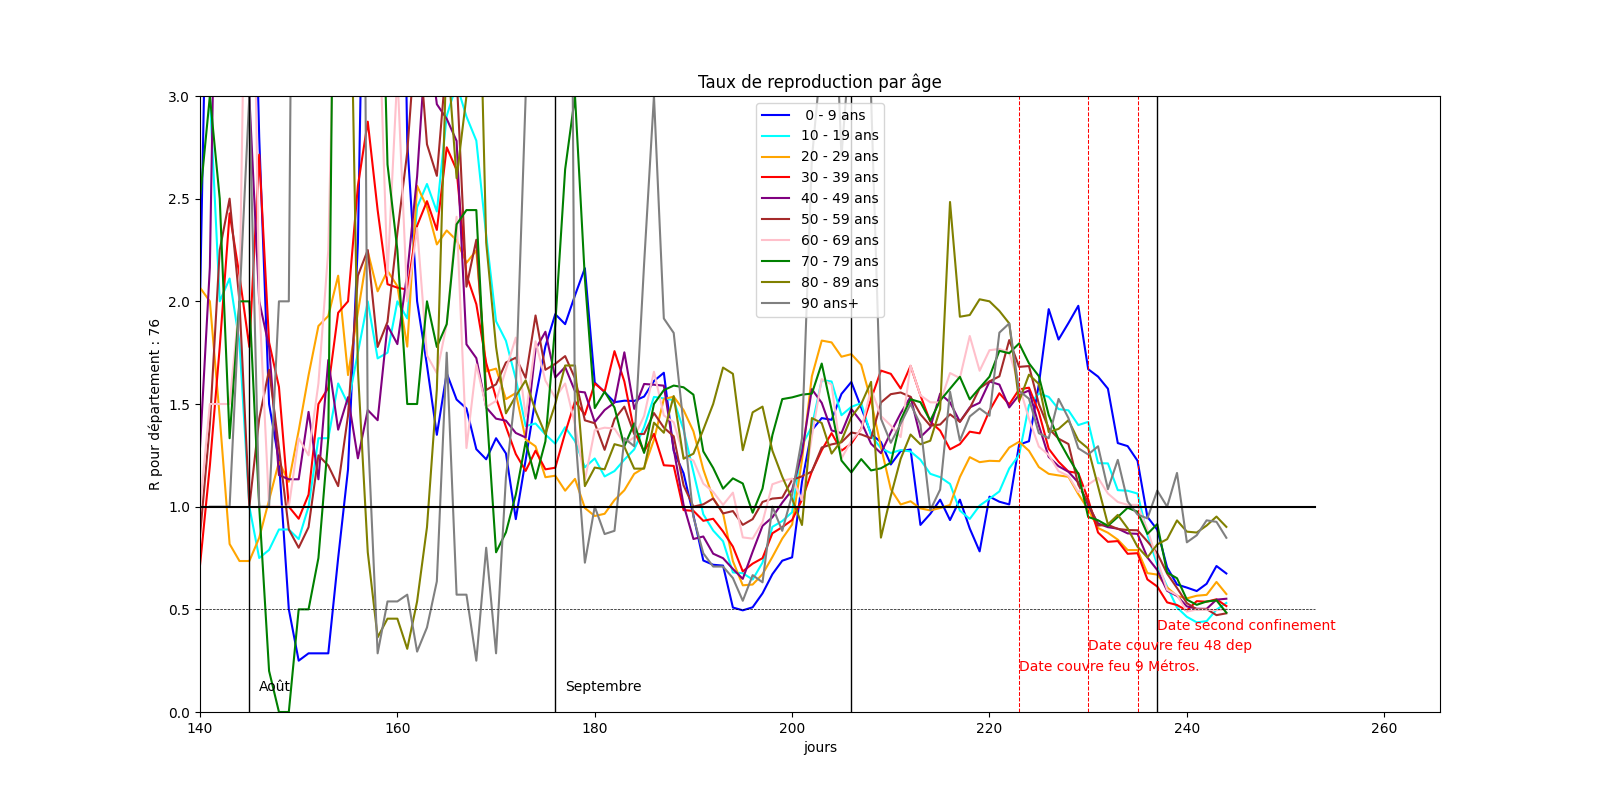 Taux de reproduction par âge
3.0
2.5
2.0
1.5
1.0
0.5
0.0
R pour département : 76
0 - 9 ans
10 - 19 ans
20 - 29 ans
30 - 39 ans
40 - 49 ans
50 - 59 ans
60 - 69 ans
70 - 79 ans
80 - 89 ans
90 ans+
Date second confinement
Date couvre feu 48 dep
Date couvre feu 9 Métros.
Août
Septembre
140 160 180 200 220 240 260
jours